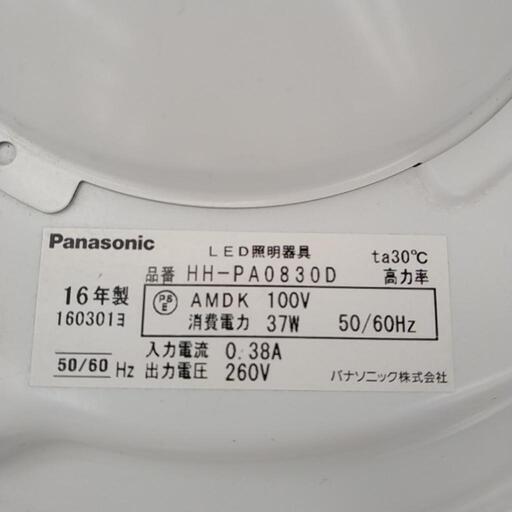 Panasonic LED照明器具 ta30℃
品番 HH-PA0830D 高力率
16年製 PSE AMDK 100V
160301ヨ 消費電力 37W 50/60Hz
入力電流 0.38A
50/60 Hz 出力電圧 260V パナソニック株式会社